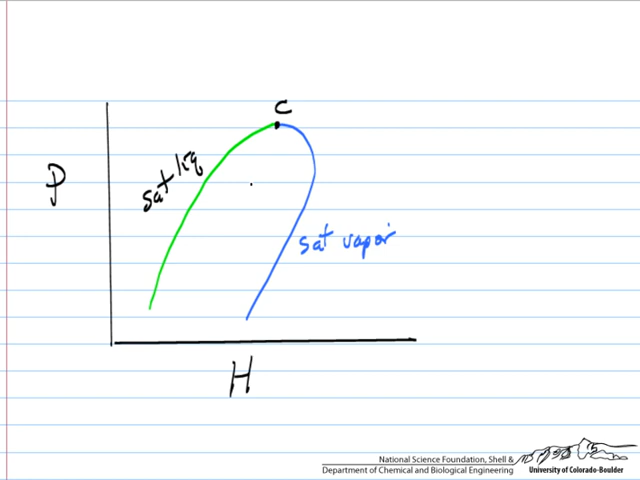 C
P
sat liq
sat vapor
H
National Science Foundation, Shell &
Department of Chemical and Biological Engineering
University of Colorado-Boulder